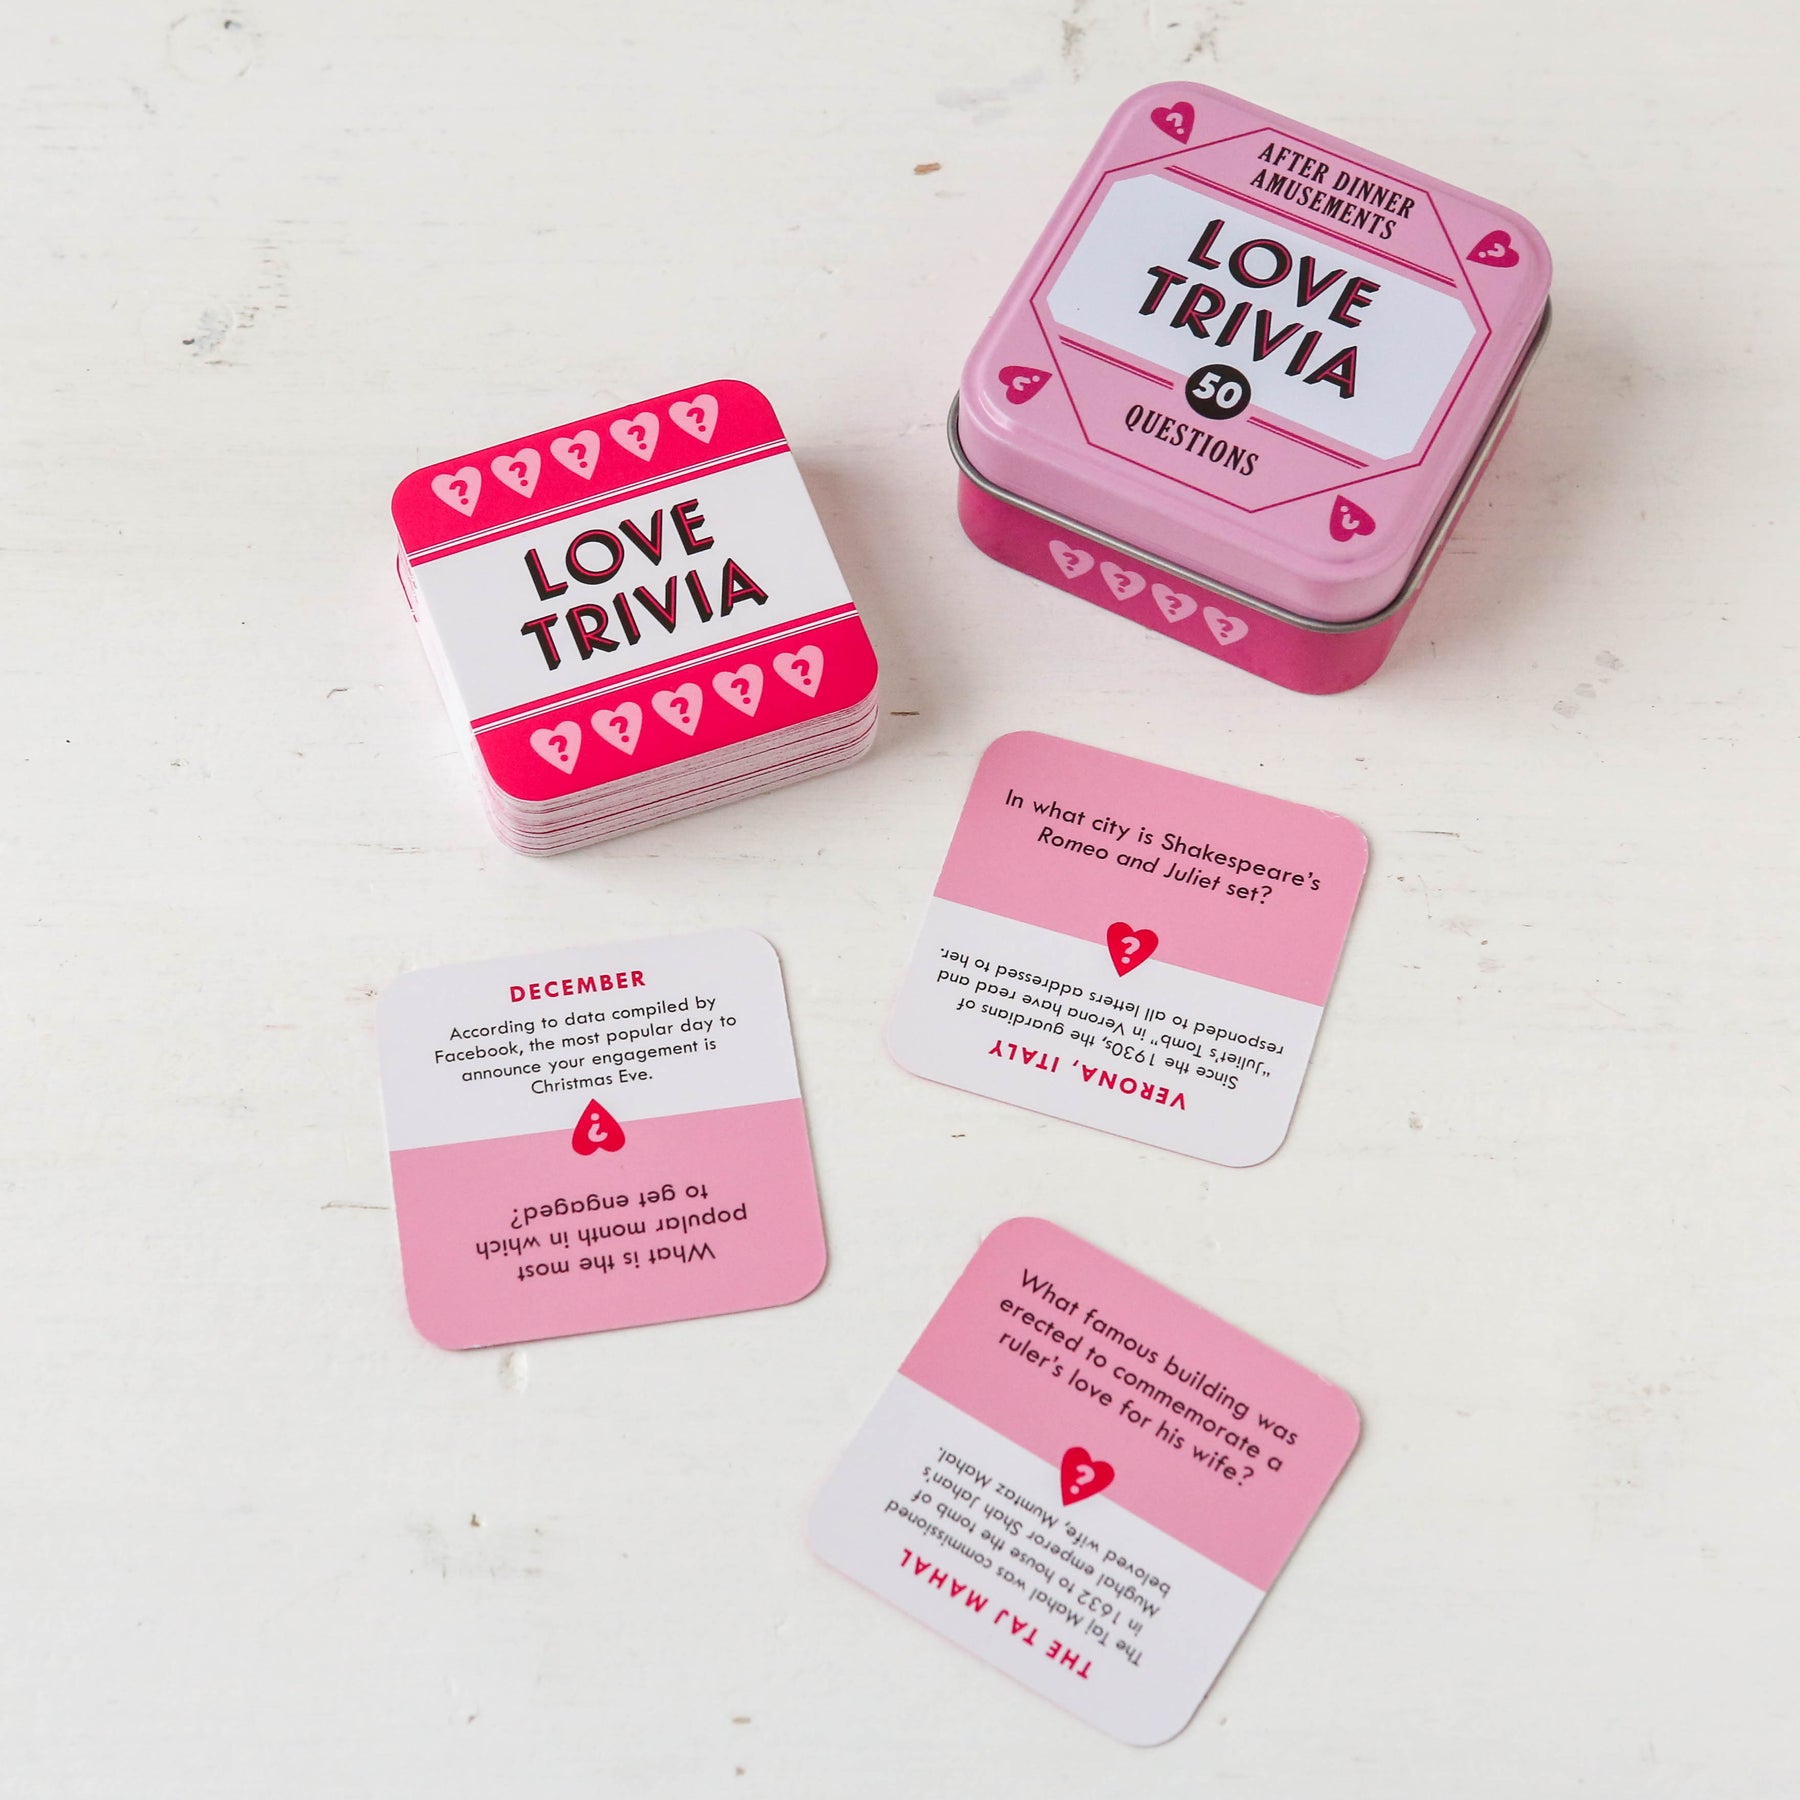 AFTER DINNER
AMUSEMENTS
LOVE
TRIVIA
50
QUESTIONS
? ? ? ?
?
?
?
?
? ? ? ? ?
LOVE
TRIVIA
? ? ? ? ?
In what city is Shakespeare's
Romeo and Juliet set?
?
VERONA, ITALY
Since the 1930s, the guardians of
"Juliet's Tomb" in Verona have read and
responded to all letters addressed to her.
DECEMBER
According to data compiled by
Facebook, the most popular day to
announce your engagement is
Christmas Eve.
?
What is the most
popular month in which
to get engaged?
What famous building was
erected to commemorate a
ruler's love for his wife?
?
THE TAJ MAHAL
The Taj Mahal was commissioned
in 1632 to house the tomb of
Mughal emperor Shah Jahan's
beloved wife, Mumtaz Mahal.